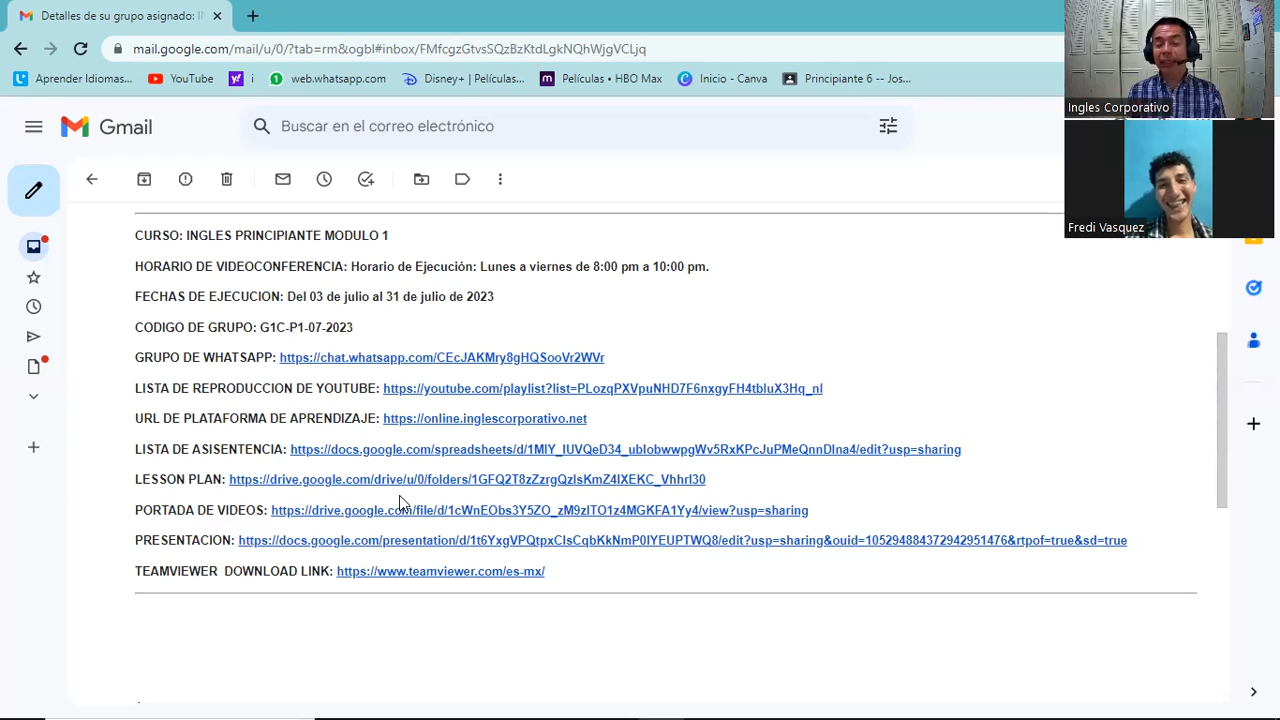 Detalles de su grupo asignado: I
mail.google.com/mail/u/0/?tab=rm&ogbl#inbox/FMfcgzGtvsSQzBzKtdLgkNQhWjgVCLjq
Aprender Idiomas... YouTube i web.whatsapp.com Disney+ | Películas... Películas • HBO Max Inicio - Canva Principiante 6 -- Jos...
Ingles Corporativo
Gmail
Buscar en el correo electrónico
Fredi Vasquez
CURSO: INGLES PRINCIPIANTE MODULO 1
HORARIO DE VIDEOCONFERENCIA: Horario de Ejecución: Lunes a viernes de 8:00 pm a 10:00 pm.
FECHAS DE EJECUCION: Del 03 de julio al 31 de julio de 2023
CODIGO DE GRUPO: G1C-P1-07-2023
GRUPO DE WHATSAPP: https://chat.whatsapp.com/CEcJAKMry8gHQSooVr2WVr
LISTA DE REPRODUCCION DE YOUTUBE: https://youtube.com/playlist?list=PLozqPXVpuNHD7F6nxgyFH4tbluX3Hq_nl
URL DE PLATAFORMA DE APRENDIZAJE: https://online.inglescorporativo.net
LISTA DE ASISENTENCIA: https://docs.google.com/spreadsheets/d/1MIY_IUVQeD34_ublobwwpgWv5RxKPcJuPMeQnnDlna4/edit?usp=sharing
LESSON PLAN: https://drive.google.com/drive/u/0/folders/1GFQ2T8zZzrgQzlsKmZ4IXEKC_Vhhrl30
PORTADA DE VIDEOS: https://drive.google.com/file/d/1cWnEObs3Y5ZO_zM9zlTO1z4MGKFA1Yy4/view?usp=sharing
PRESENTACION: https://docs.google.com/presentation/d/1t6YxgVPQtpxClsCqbKkNmP0lYEUPTWQ8/edit?usp=sharing&ouid=105294884372942951476&rtpof=true&sd=true
TEAMVIEWER DOWNLOAD LINK: https://www.teamviewer.com/es-mx/